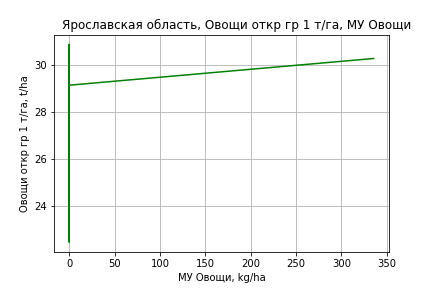 Ярославская область, Овощи откр гр 1 т/га, МУ Овощи
Овощи откр гр 1 т/га, t/ha
30
28
26
24
0 50 100 150 200 250 300 350
МУ Овощи, kg/ha